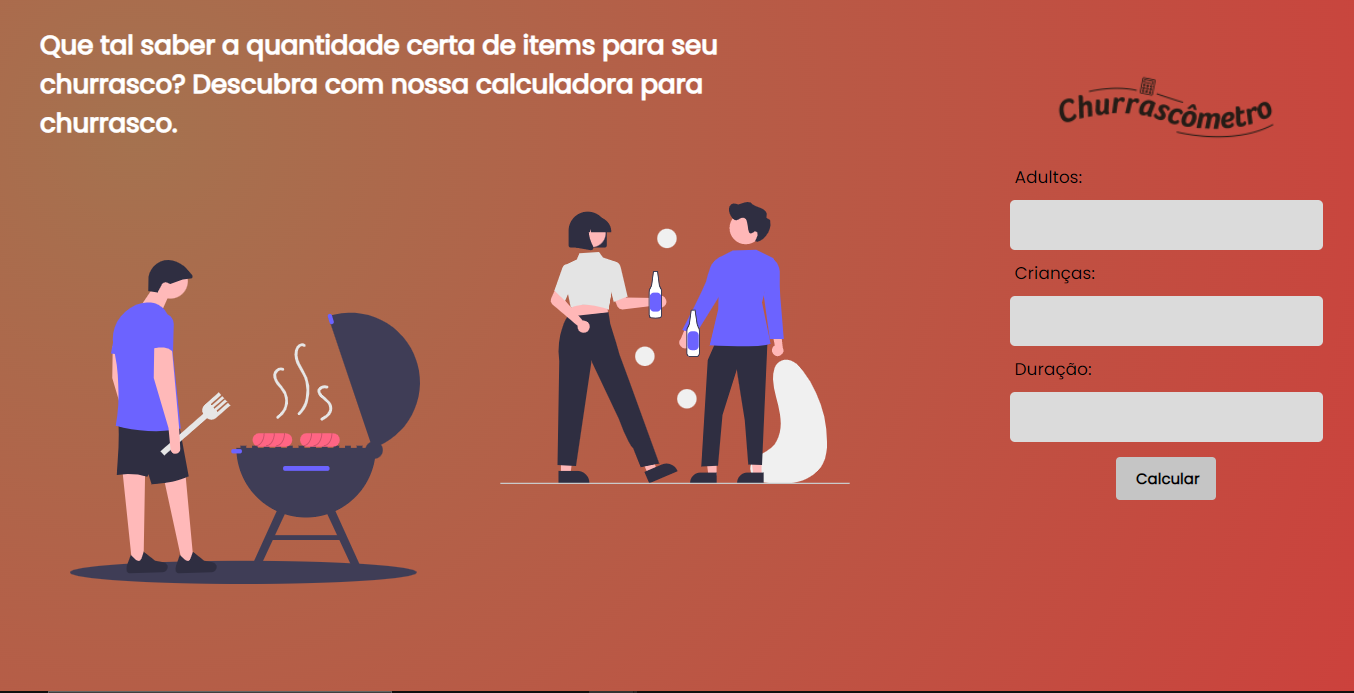 Que tal saber a quantidade certa de items para seu
churrasco? Descubra com nossa calculadora para
churrasco.
Churrascômetro
Adultos:
Crianças:
Duração:
Calcular